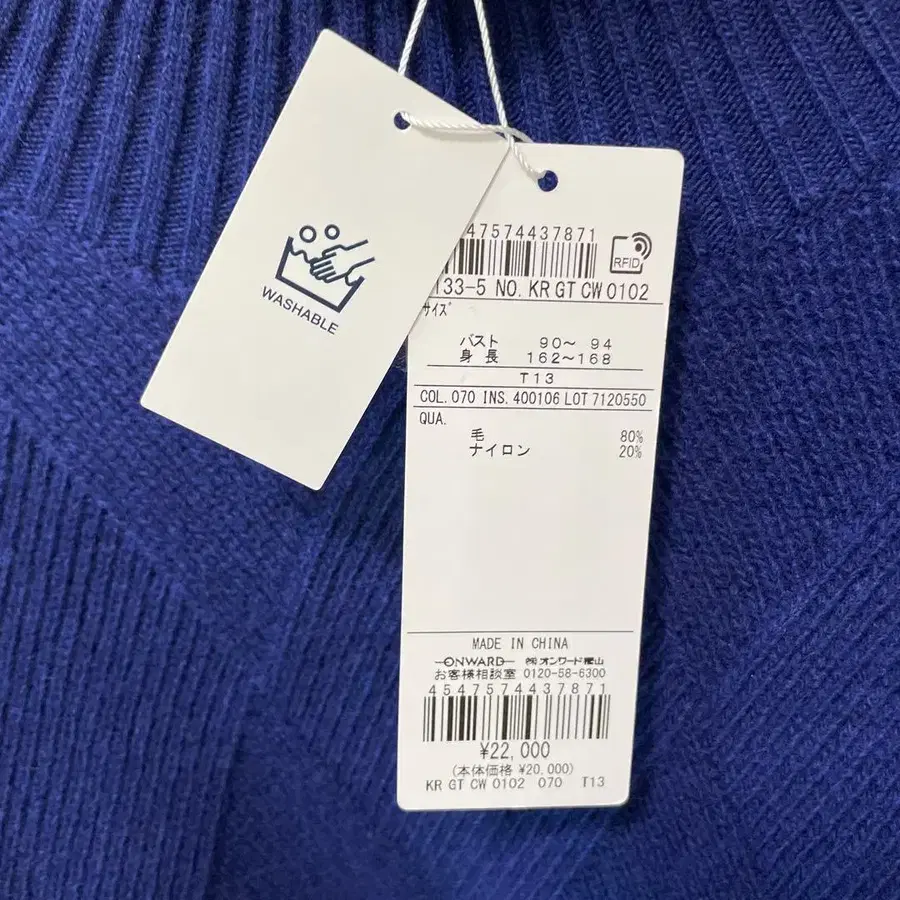 WASHABLE
47574437871
RFID
133-5 NO. KR GT CW 0102
サイズ
バスト 90～ 94
身長 162～168
T13
COL. 070 INS. 400106 LOT 7120550
QUA.
毛 80%
ナイロン 20%
MADE IN CHINA
ONWARD ㈱オンワード樫山
お客様相談室 0120-58-6300
4547574437871
¥22,000
(本体価格 ¥20,000)
KR GT CW 0102 070 T13